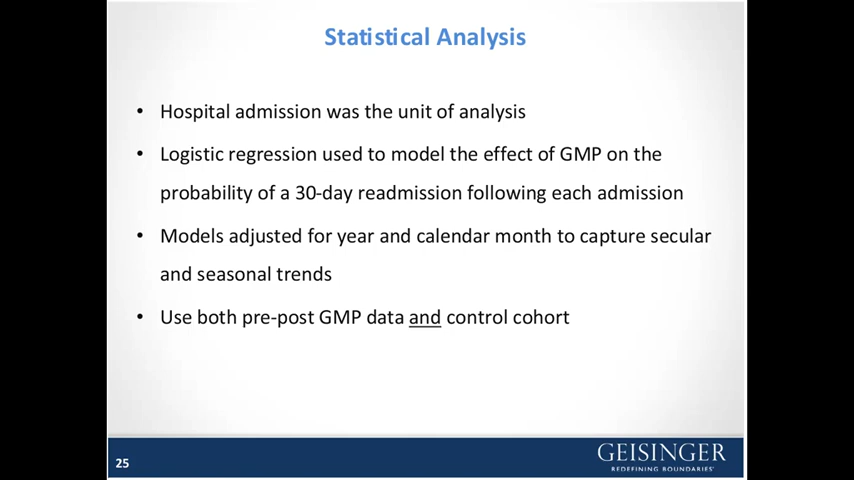 Statistical Analysis
• Hospital admission was the unit of analysis
• Logistic regression used to model the effect of GMP on the
probability of a 30-day readmission following each admission
• Models adjusted for year and calendar month to capture secular
and seasonal trends
• Use both pre-post GMP data and control cohort
25
GEISINGER
REDEFINING BOUNDARIES®